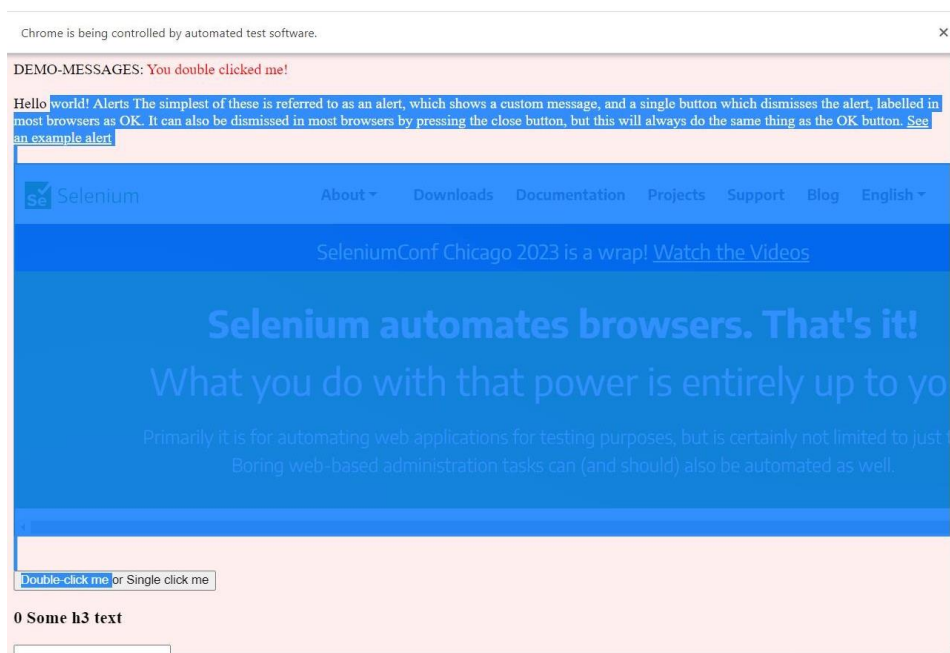 Chrome is being controlled by automated test software.
DEMO-MESSAGES: You double clicked me!
Hello world! Alerts The simplest of these is referred to as an alert, which shows a custom message, and a single button which dismisses the alert, labelled in
most browsers as OK. It can also be dismissed in most browsers by pressing the close button, but this will always do the same thing as the OK button. See
an example alert
Se Selenium About Downloads Documentation Projects Support Blog English
SeleniumConf Chicago 2023 is a wrap! Watch the Videos
Selenium automates browsers. That's it!
What you do with that power is entirely up to yo
Primarily it is for automating web applications for testing purposes, but is certainly not limited to just
Boring web-based administration tasks can (and should) also be automated as well.
Double-click me or Single click me
0 Some h3 text